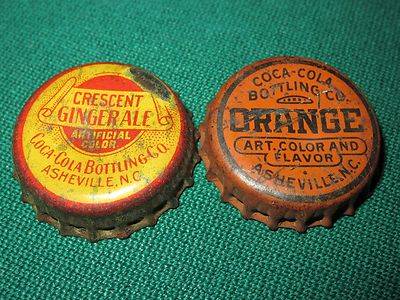 CRESCENT
GINGER ALE
ARTIFICIAL
COLOR
COCA-COLA BOTTLING CO.
ASHEVILLE, N.C.
COCA-COLA
BOTTLING CO.
ORANGE
ART. COLOR AND
FLAVOR
ASHEVILLE, N.C.